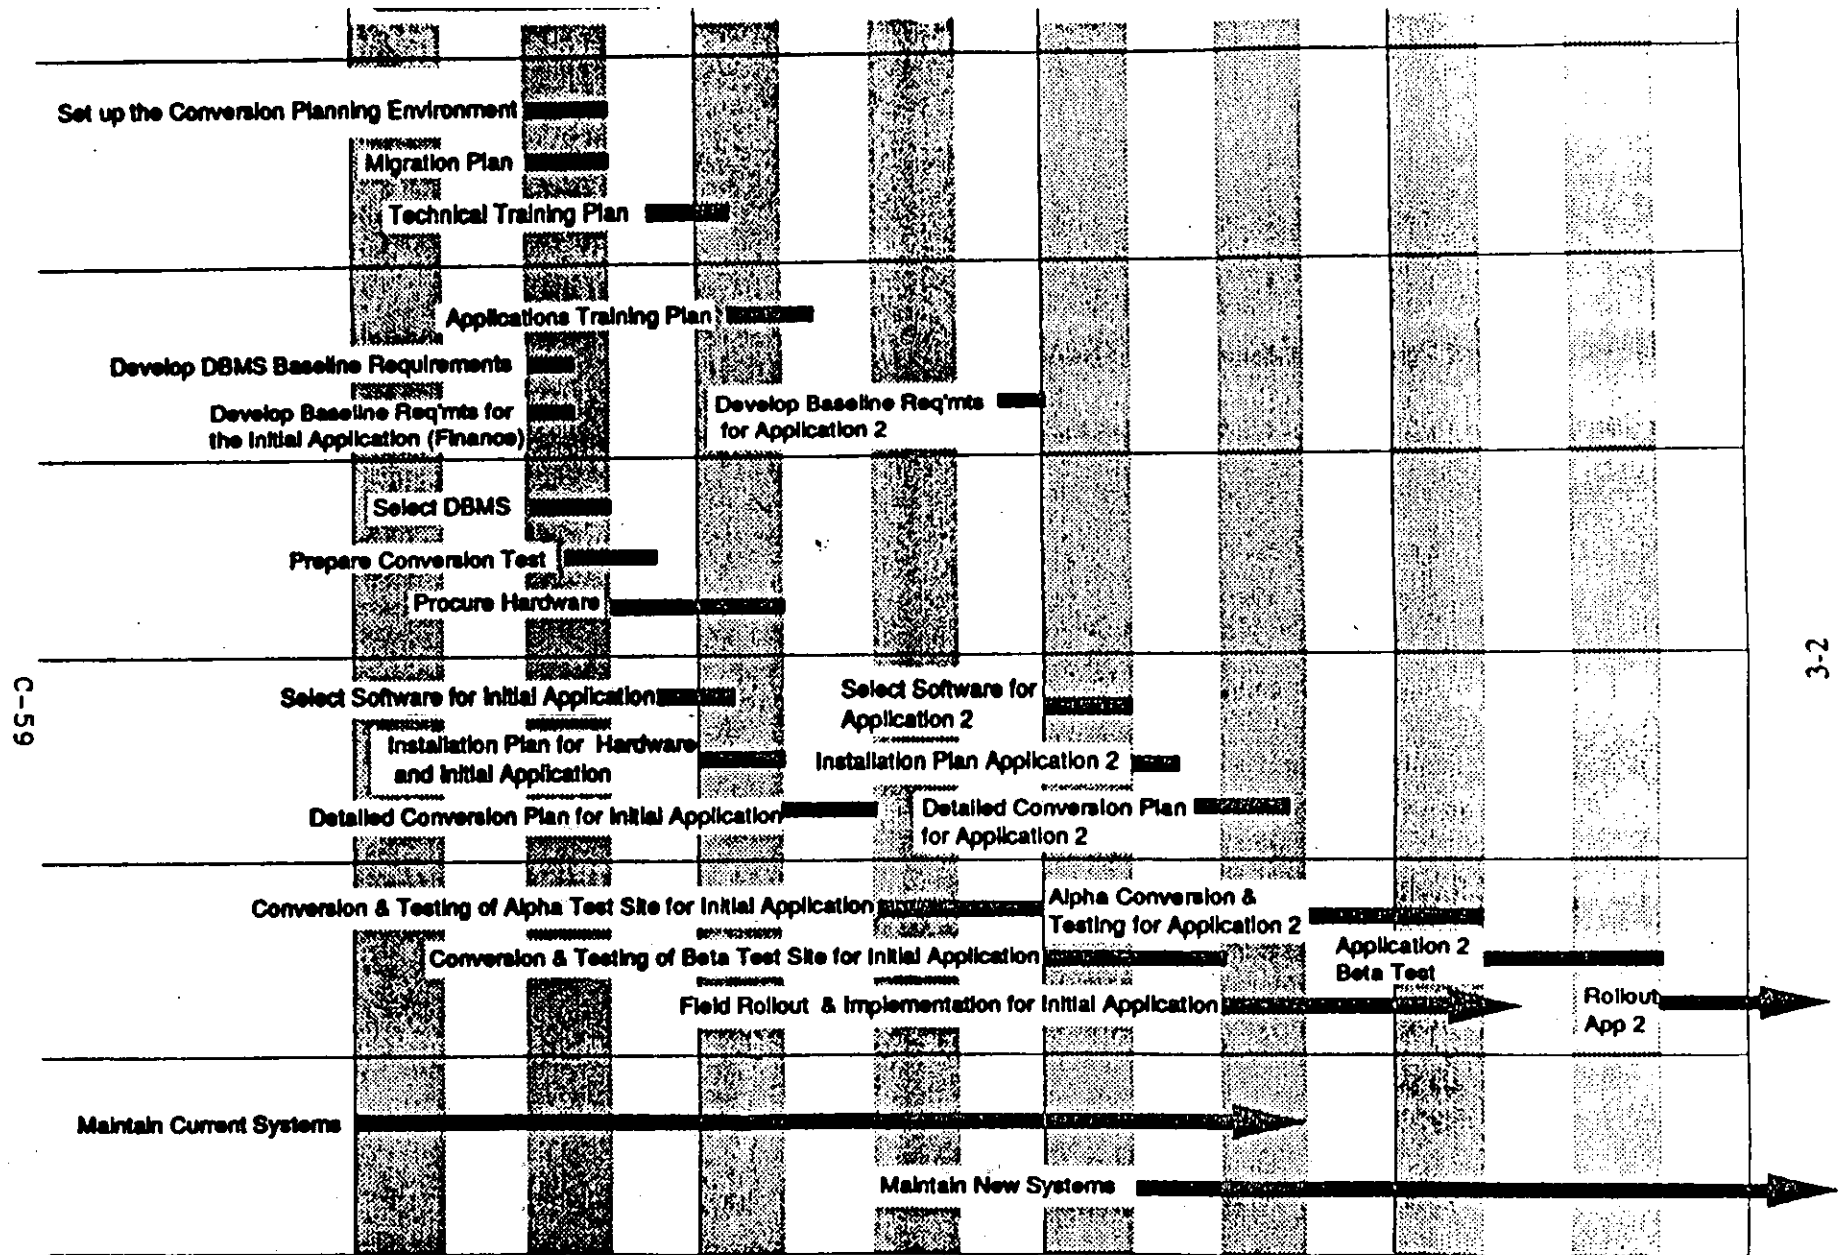 Set up the Conversion Planning Environment
Migration Plan
Technical Training Plan
Applications Training Plan
Develop DBMS Baseline Requirements
Develop Baseline Req'mts for
the Initial Application (Finance)
Develop Baseline Req'mts
for Application 2
Select DBMS
Prepare Conversion Test
Procure Hardware
3-2
C-59
Select Software for Initial Application
Select Software for
Application 2
Installation Plan for Hardware
and Initial Application
Installation Plan Application 2
Detailed Conversion Plan for Initial Application
Detailed Conversion Plan
for Application 2
Conversion & Testing of Alpha Test Site for Initial Application
Alpha Conversion &
Testing for Application 2
Conversion & Testing of Beta Test Site for Initial Application
Application 2
Beta Test
Field Rollout & Implementation for Initial Application
Rollout
App 2
Maintain Current Systems
Maintain New Systems